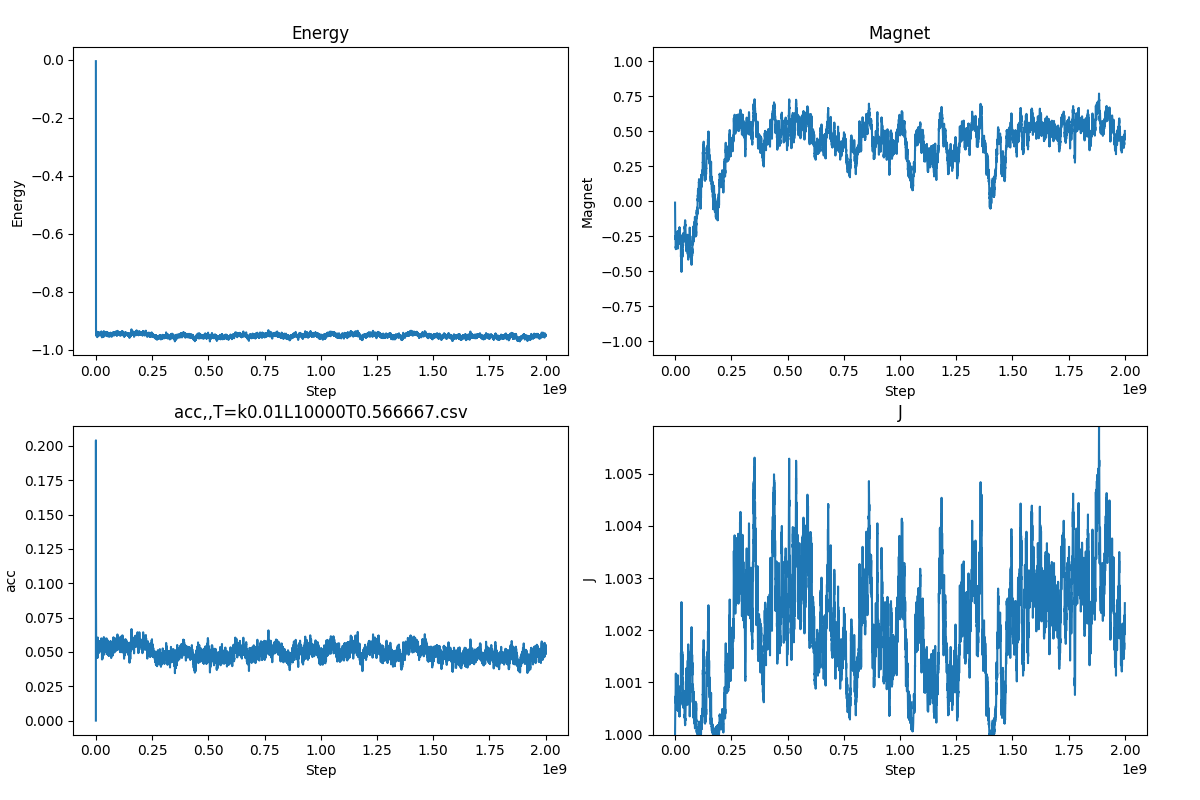 Energy
Energy
0.0
−0.2
−0.4
−0.6
−0.8
−1.0
0.00 0.25 0.50 0.75 1.00 1.25 1.50 1.75 2.00
1e9
Step
Magnet
Magnet
1.00
0.75
0.50
0.25
0.00
−0.25
−0.50
−0.75
−1.00
0.00 0.25 0.50 0.75 1.00 1.25 1.50 1.75 2.00
1e9
Step
acc,,T=k0.01L10000T0.566667.csv
acc
0.200
0.175
0.150
0.125
0.100
0.075
0.050
0.025
0.000
0.00 0.25 0.50 0.75 1.00 1.25 1.50 1.75 2.00
1e9
Step
J
J
1.005
1.004
1.003
1.002
1.001
1.000
0.00 0.25 0.50 0.75 1.00 1.25 1.50 1.75 2.00
1e9
Step